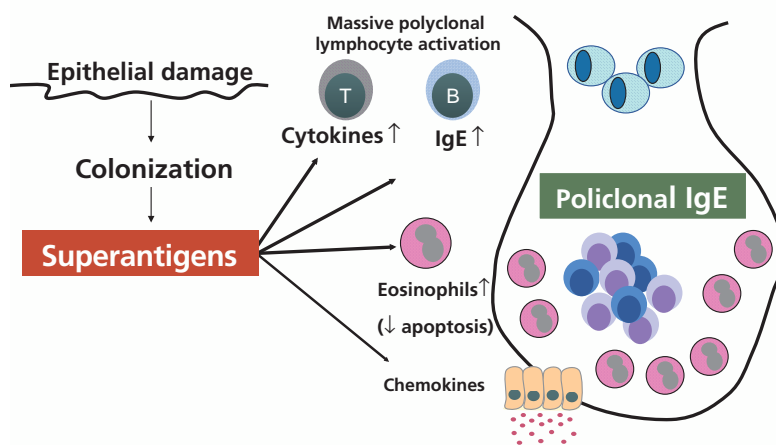 Massive polyclonal
lymphocyte activation
Epithelial damage
T
B
Cytokines ↑
IgE ↑
Colonization
Policlonal IgE
Superantigens
Eosinophils ↑
(↓ apoptosis)
Chemokines